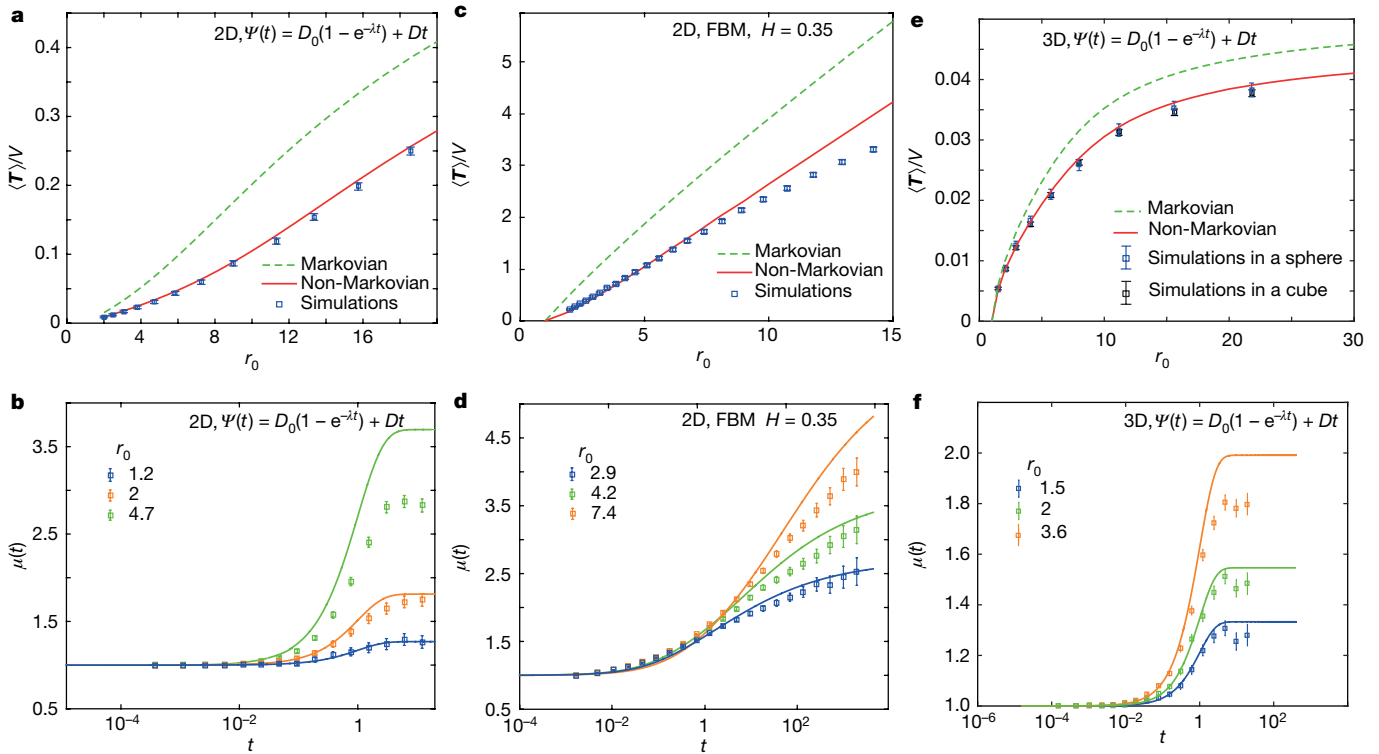 a
2D, Ψ(t) = D₀(1 − e⁻λᵗ) + Dt
0.4
0.3
0.2
0.1
0
⟨T⟩/V
Markovian
Non-Markovian
Simulations
0 4 8 12 16
r₀
c
2D, FBM, H = 0.35
5
4
3
2
1
0
⟨T⟩/V
Markovian
Non-Markovian
Simulations
0 5 10 15
r₀
e
3D, Ψ(t) = D₀(1 − e⁻λᵗ) + Dt
0.04
0.03
0.02
0.01
0
⟨T⟩/V
Markovian
Non-Markovian
Simulations in a sphere
Simulations in a cube
0 10 20 30
r₀
b
2D, Ψ(t) = D₀(1 − e⁻λᵗ) + Dt
3.5
2.5
1.5
0.5
μ(t)
r₀
1.2
2
4.7
10⁻⁴ 10⁻² 1
t
d
2D, FBM H = 0.35
4.5
3.5
2.5
1.5
0.5
μ(t)
r₀
2.9
4.2
7.4
10⁻² 1 10²
t
f
3D, Ψ(t) = D₀(1 − e⁻λᵗ) + Dt
2.0
1.8
1.6
1.4
1.2
1.0
μ(t)
r₀
1.5
2
3.6
10⁻⁶ 10⁻⁴ 10⁻² 1 10²
t